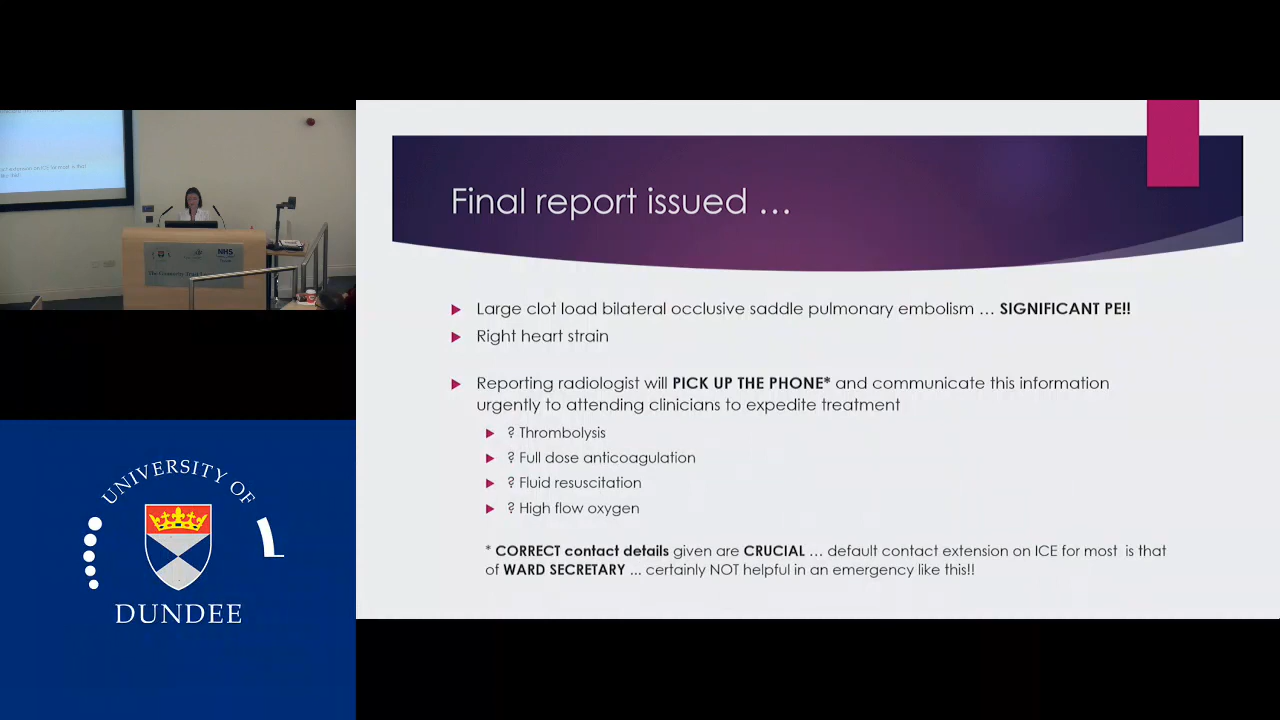 Final report issued …
Large clot load bilateral occlusive saddle pulmonary embolism … SIGNIFICANT PE!!
Right heart strain
Reporting radiologist will PICK UP THE PHONE* and communicate this information
urgently to attending clinicians to expedite treatment
? Thrombolysis
? Full dose anticoagulation
? Fluid resuscitation
? High flow oxygen
* CORRECT contact details given are CRUCIAL … default contact extension on ICE for most is that
of WARD SECRETARY ... certainly NOT helpful in an emergency like this!!
NHS
UNIVERSITY OF
DUNDEE